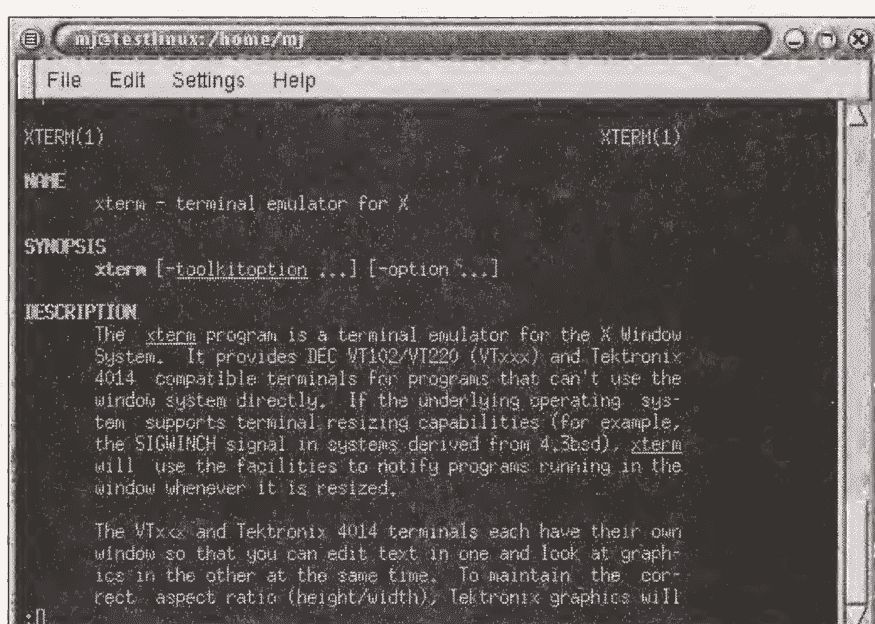 mj@testlinux:/home/mj
File Edit Settings Help
XTERM(1) XTERM(1)
NAME
xterm - terminal emulator for X
SYNOPSIS
xterm [-toolkitoption ...] [-option ...]
DESCRIPTION
The xterm program is a terminal emulator for the X Window
System. It provides DEC VT102/VT220 (VTxxx) and Tektronix
4014 compatible terminals for programs that can't use the
window system directly. If the underlying operating sys-
tem supports terminal resizing capabilities (for example,
the SIGWINCH signal in systems derived from 4.3bsd), xterm
will use the facilities to notify programs running in the
window whenever it is resized.
The VTxxx and Tektronix 4014 terminals each have their own
window so that you can edit text in one and look at graph-
ics in the other at the same time. To maintain the cor-
rect aspect ratio (height/width), Tektronix graphics will
: